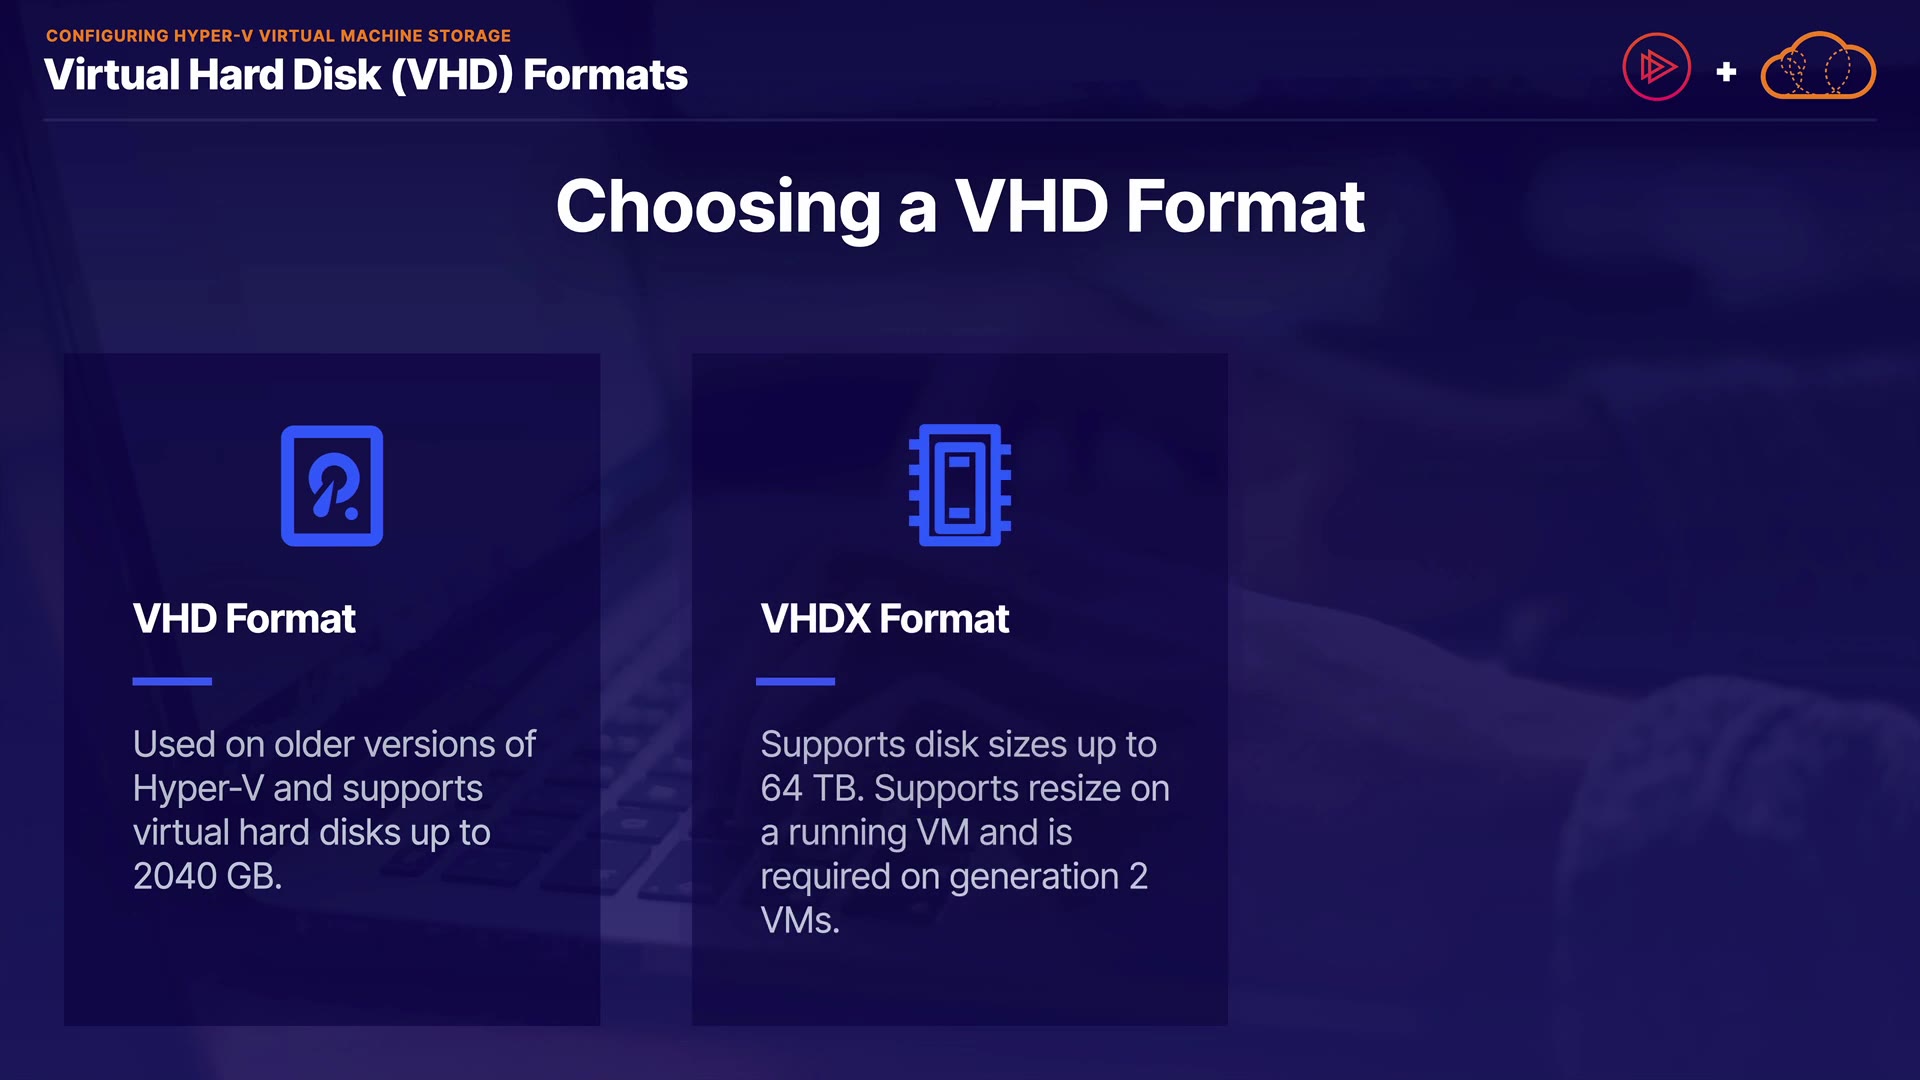 CONFIGURING HYPER-V VIRTUAL MACHINE STORAGE
Virtual Hard Disk (VHD) Formats
+
Choosing a VHD Format
VHD Format
Used on older versions of
Hyper-V and supports
virtual hard disks up to
2040 GB.
VHDX Format
Supports disk sizes up to
64 TB. Supports resize on
a running VM and is
required on generation 2
VMs.